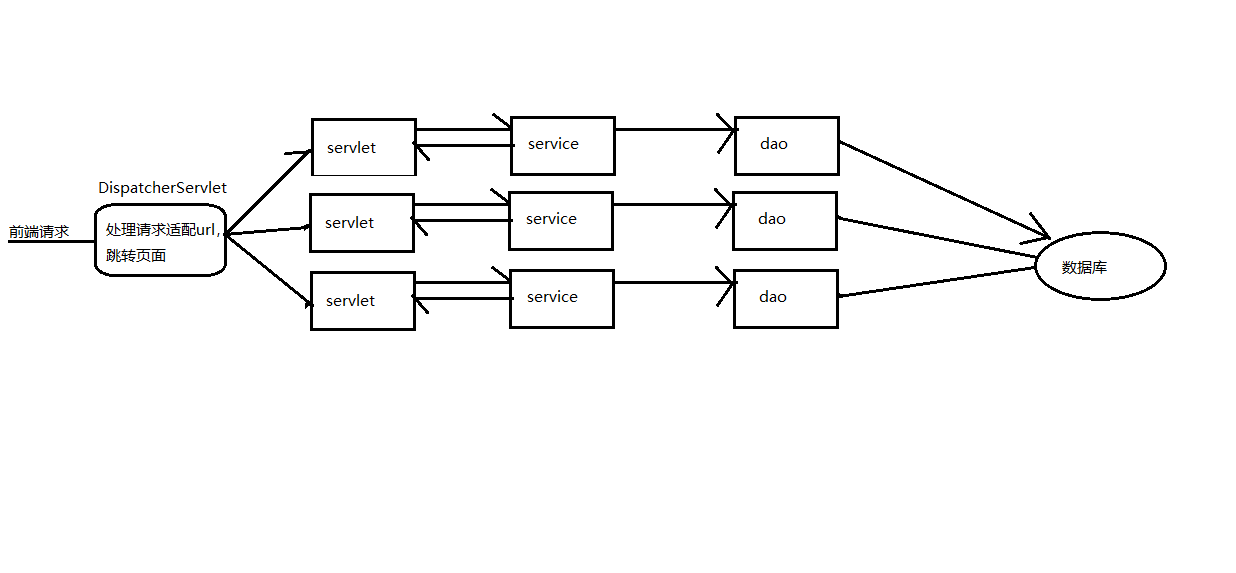 DispatcherServlet
前端请求
处理请求适配url,
跳转页面
servlet
service
dao
servlet
service
dao
servlet
service
dao
数据库